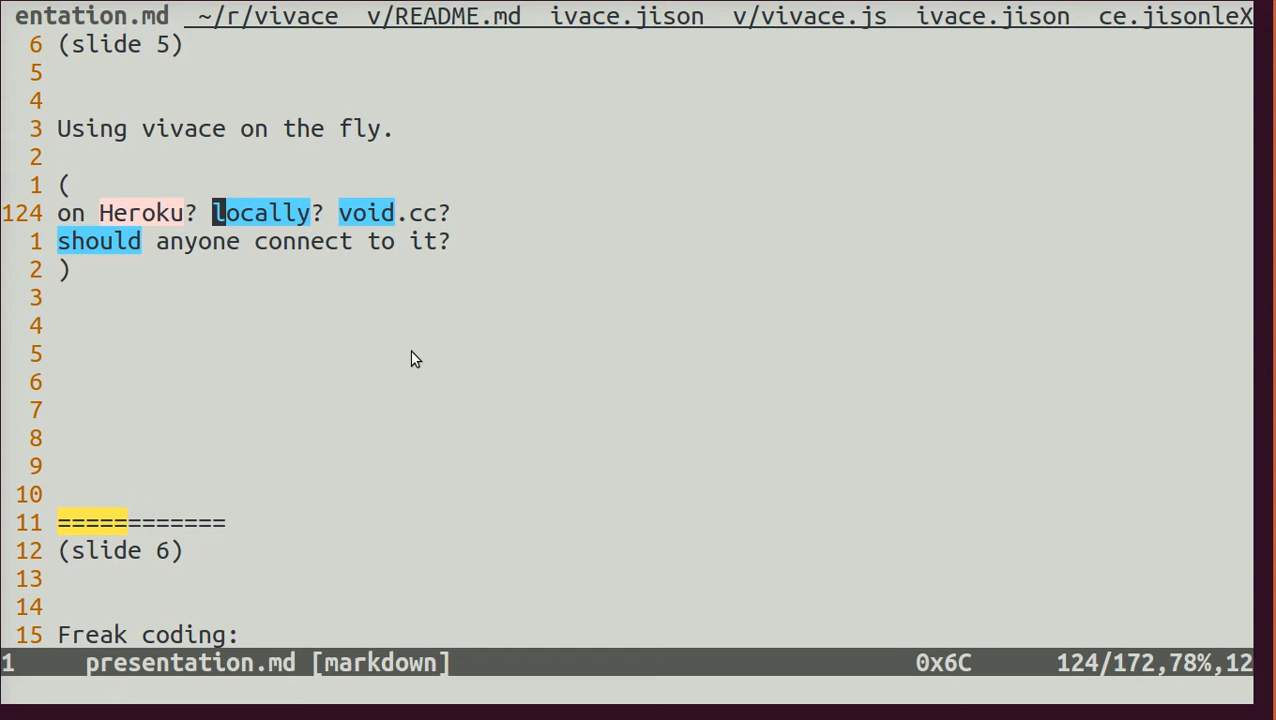 entation.md ~/r/vivace v/README.md ivace.jison v/vivace.js ivace.jison ce.jisonleX
6 (slide 5)
5
4
3 Using vivace on the fly.
2
1 (
124 on Heroku? locally? void.cc?
1 should anyone connect to it?
2 )
3
4
5
6
7
8
9
10
11 ============
12 (slide 6)
13
14
15 Freak coding:
1 presentation.md [markdown] 0x6C 124/172,78%,12